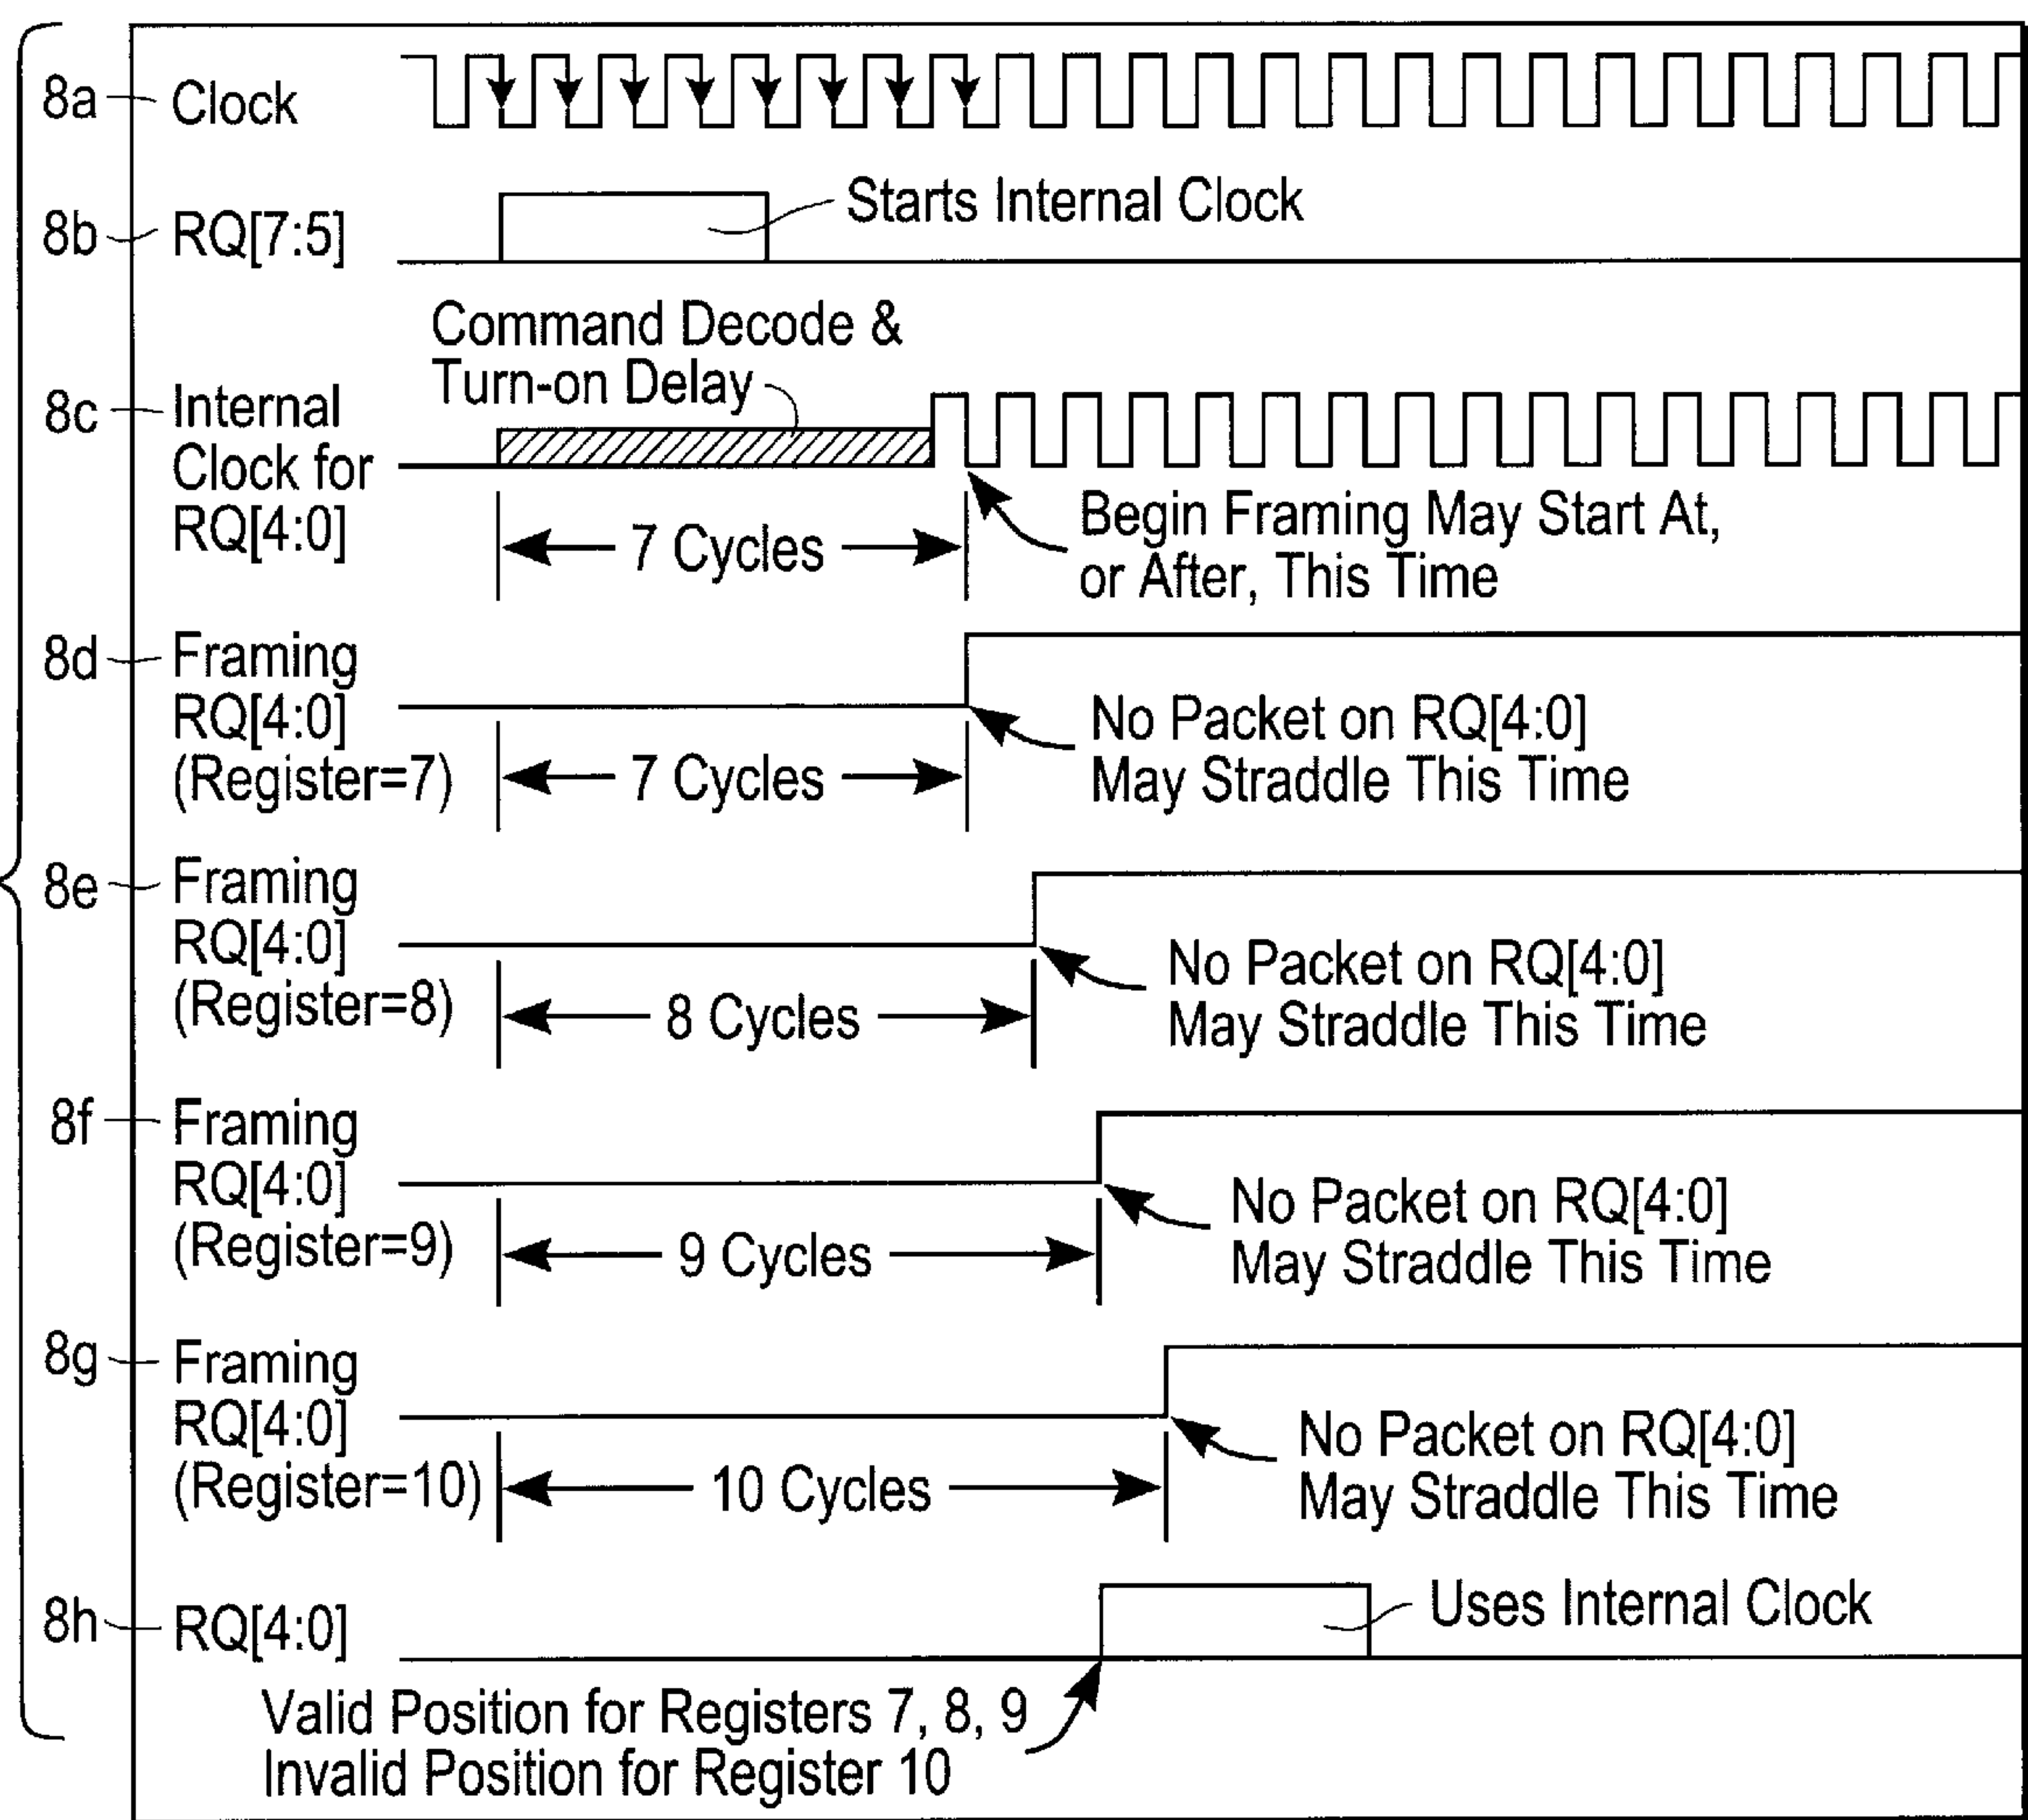 8a Clock
8b RQ[7:5]
Starts Internal Clock
Command Decode &
Turn-on Delay
8c Internal
Clock for
RQ[4:0]
7 Cycles
Begin Framing May Start At,
or After, This Time
8d Framing
RQ[4:0]
(Register=7)
7 Cycles
No Packet on RQ[4:0]
May Straddle This Time
8e Framing
RQ[4:0]
(Register=8)
8 Cycles
No Packet on RQ[4:0]
May Straddle This Time
8f Framing
RQ[4:0]
(Register=9)
9 Cycles
No Packet on RQ[4:0]
May Straddle This Time
8g Framing
RQ[4:0]
(Register=10)
10 Cycles
No Packet on RQ[4:0]
May Straddle This Time
8h RQ[4:0]
Uses Internal Clock
Valid Position for Registers 7, 8, 9
Invalid Position for Register 10